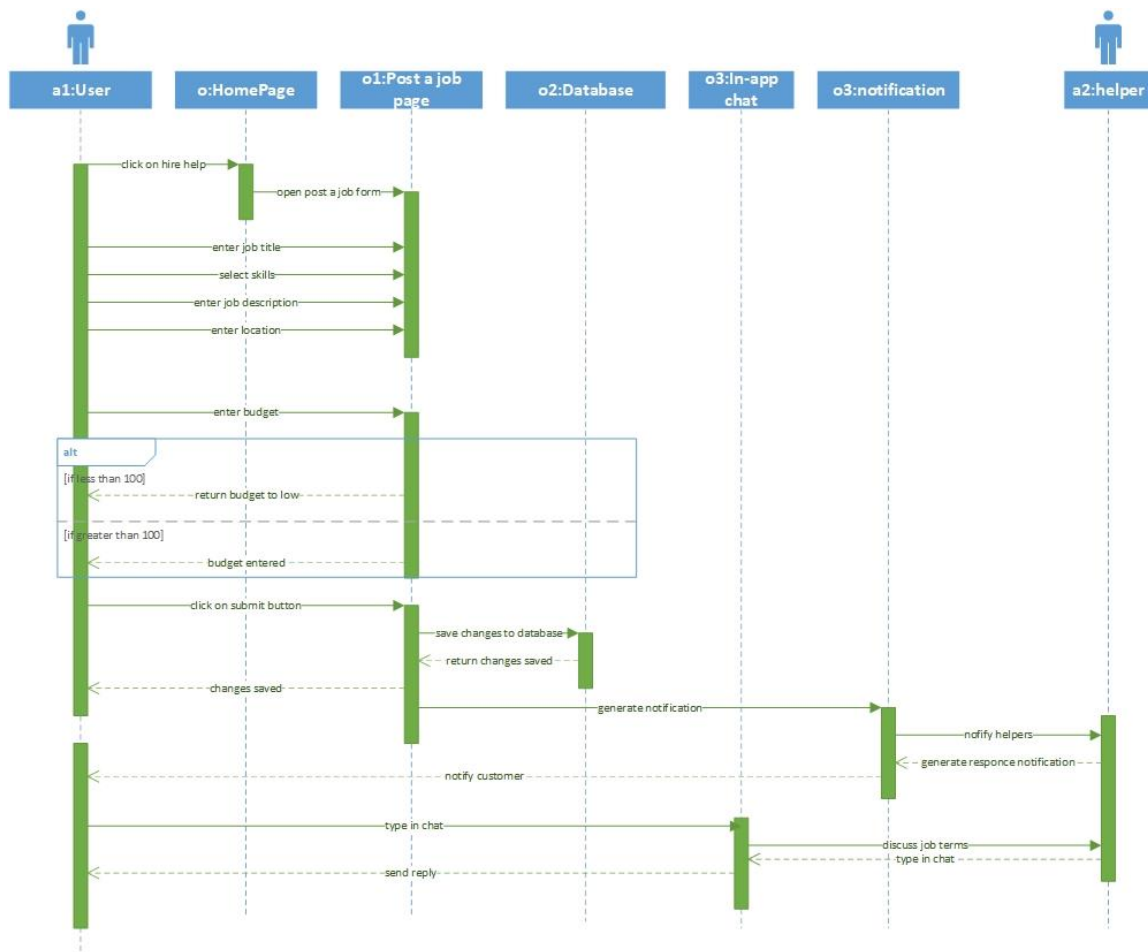 a1:User
o:HomePage
o1:Post a job
page
o2:Database
o3:In-app
chat
o3:notification
a2:helper
click on hire help
open post a job form
enter job title
select skills
enter job description
enter location
enter budget
alt
[if less than 100]
return budget to low
[if greater than 100]
budget entered
click on submit button
save changes to database
return changes saved
changes saved
generate notification
nofify helpers
generate responce notification
notify customer
type in chat
discuss job terms
type in chat
send reply